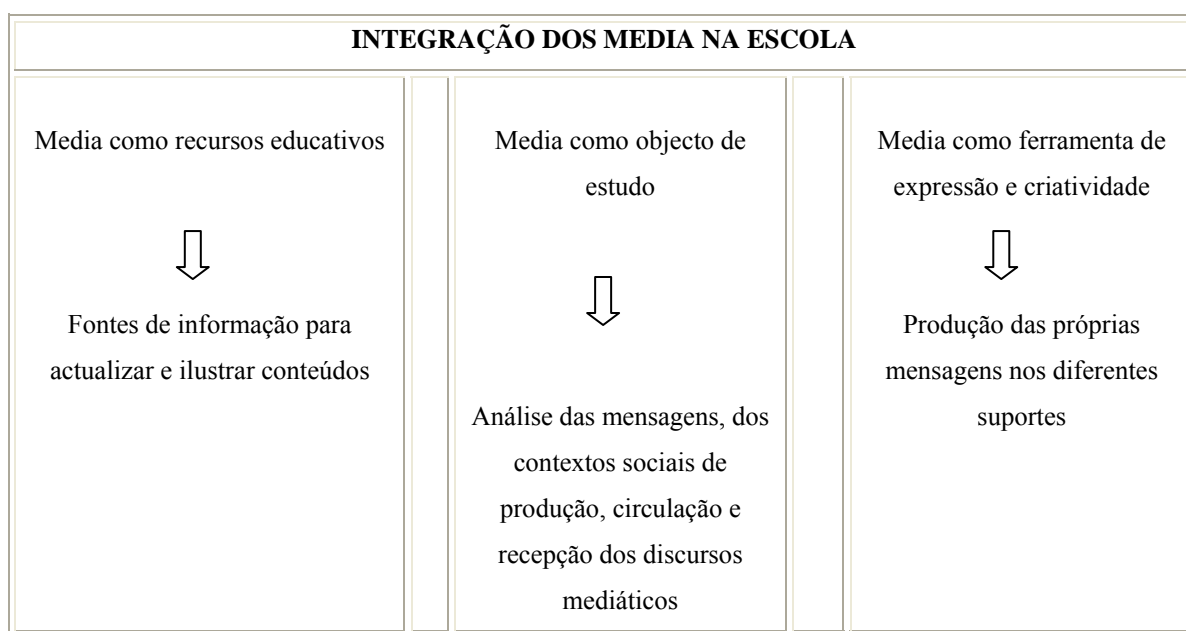 INTEGRAÇÃO DOS MEDIA NA ESCOLA
Media como recursos educativos
Fontes de informação para
actualizar e ilustrar conteúdos
Media como objecto de
estudo
Análise das mensagens, dos
contextos sociais de
produção, circulação e
recepção dos discursos
mediáticos
Media como ferramenta de
expressão e criatividade
Produção das próprias
mensagens nos diferentes
suportes